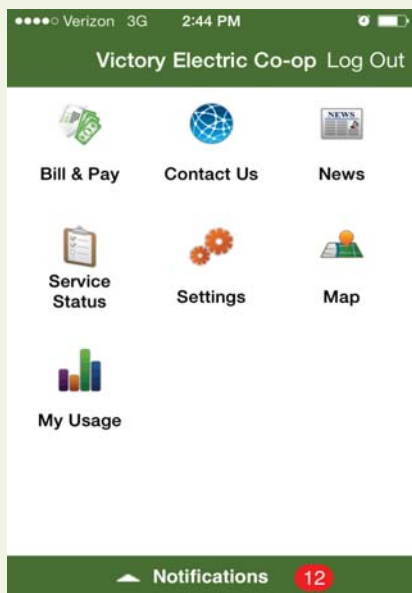 Verizon 3G 2:44 PM
Victory Electric Co-op Log Out
NEWS
Bill & Pay Contact Us News
Service
Status Settings Map
My Usage
Notifications 12